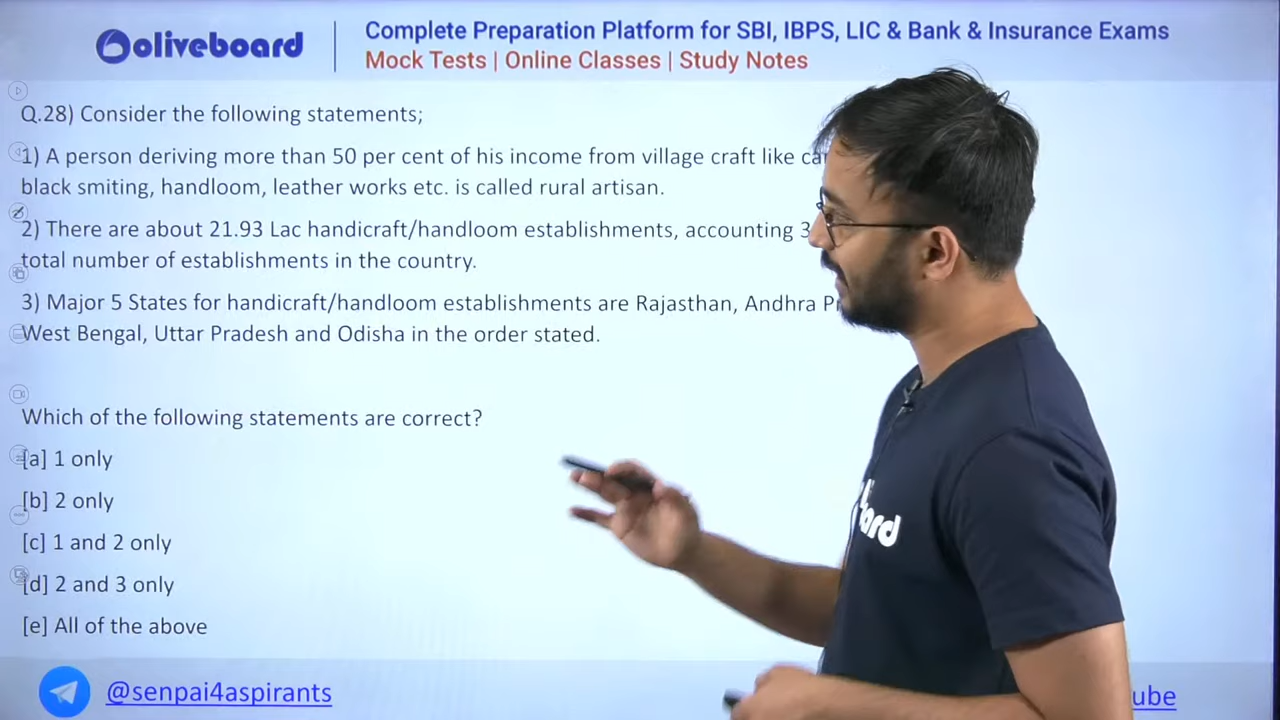 oliveboard
Complete Preparation Platform for SBI, IBPS, LIC & Bank & Insurance Exams
Mock Tests | Online Classes | Study Notes
Q.28) Consider the following statements;
1) A person deriving more than 50 per cent of his income from village craft like
black smiting, handloom, leather works etc. is called rural artisan.
2) There are about 21.93 Lac handicraft/handloom establishments, accounting
total number of establishments in the country.
3) Major 5 States for handicraft/handloom establishments are Rajasthan, Andhra
West Bengal, Uttar Pradesh and Odisha in the order stated.
Which of the following statements are correct?
[a] 1 only
[b] 2 only
[c] 1 and 2 only
[d] 2 and 3 only
[e] All of the above
@senpai4aspirants